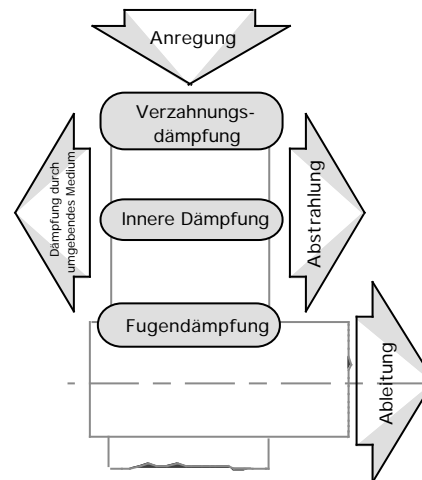 Anregung
Verzahnungs-
dämpfung
Dämpfung durch
umgebendes Medium
Innere Dämpfung
Abstrahlung
Fugendämpfung
Ableitung